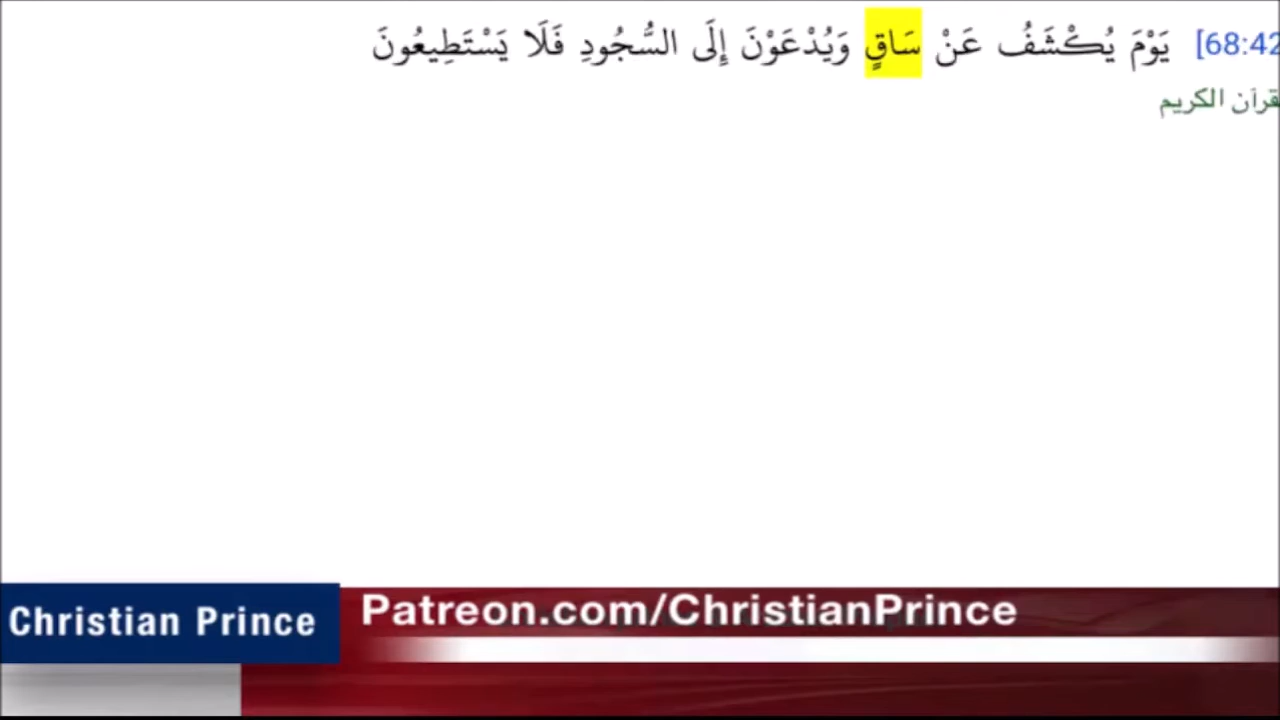 [68:42 يَوْمَ يُكْشَفُ عَنْ سَاقٍ وَيُدْعَوْنَ إِلَى السُّجُودِ فَلَا يَسْتَطِيعُونَ
قرآن الكريم
Christian Prince
Patreon.com/ChristianPrince